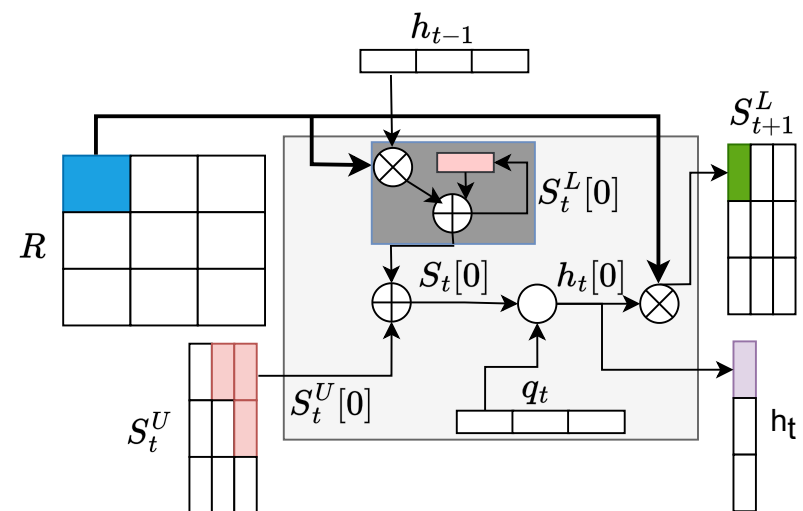 h_{t-1}
S^L_{t+1}
S^L_t[0]
R
S_t[0]
h_t[0]
S^U_t[0]
q_t
S^U_t
h_t